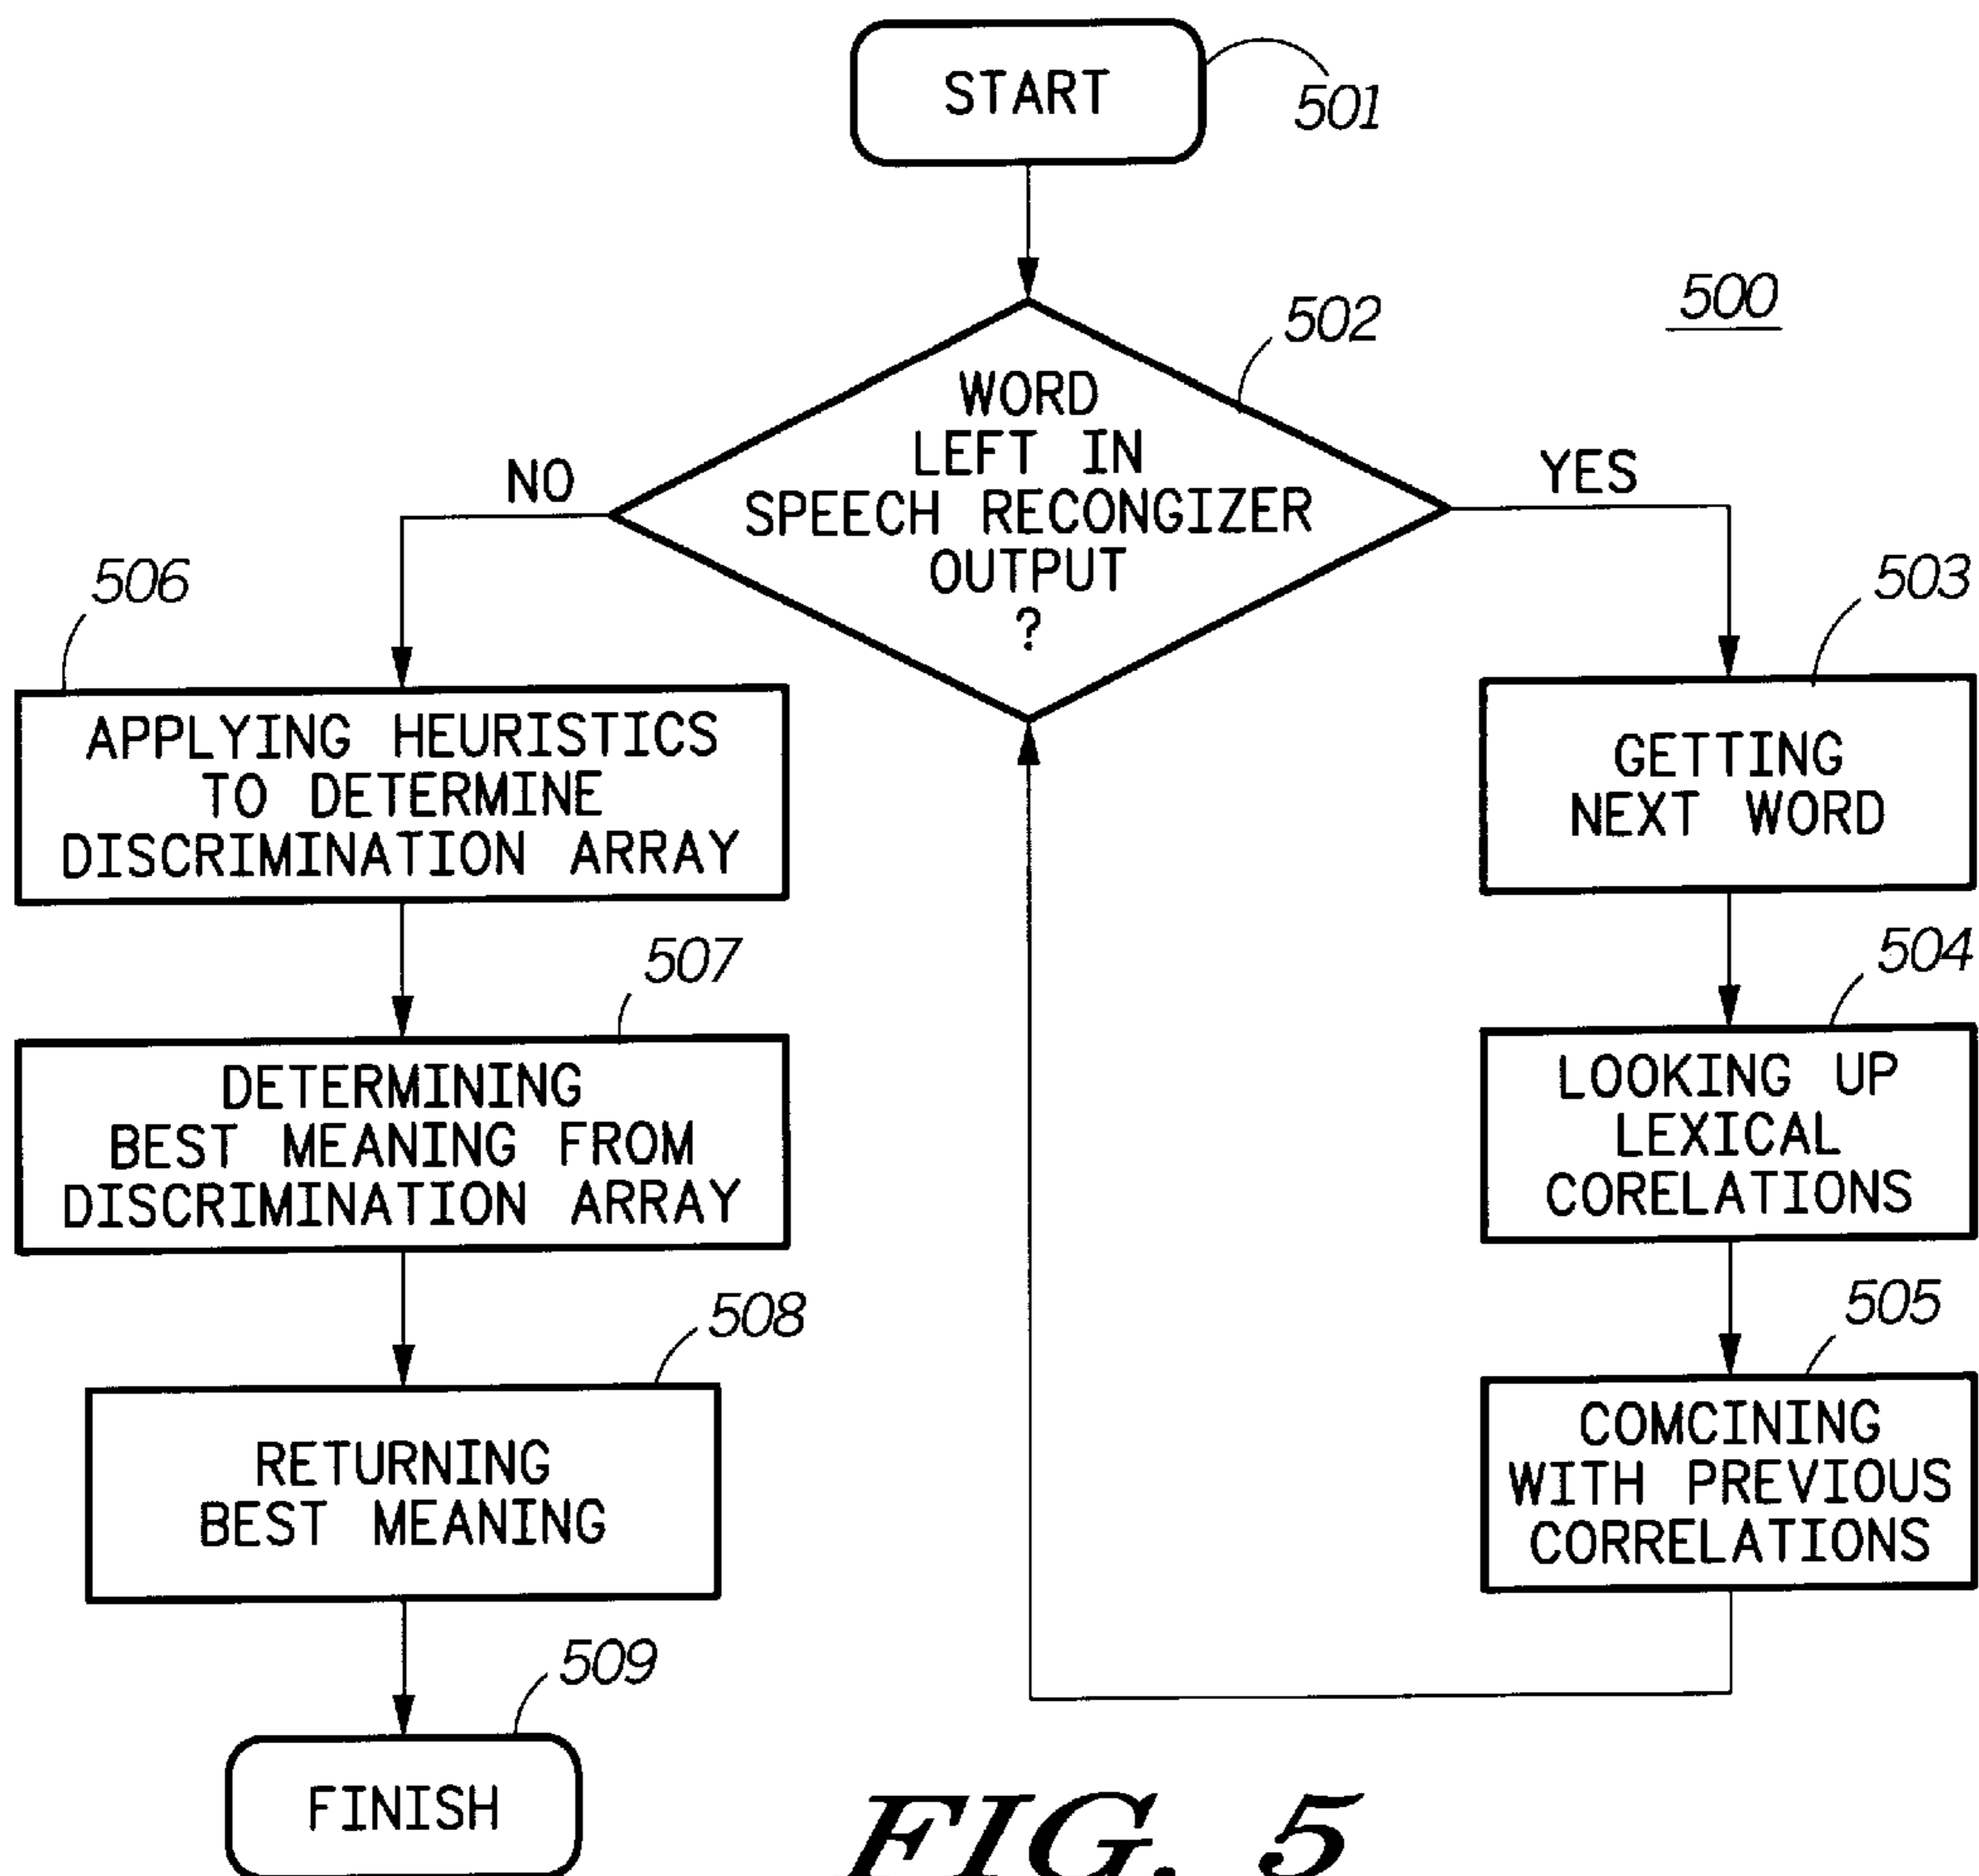 START
501
500
502
WORD
LEFT IN
SPEECH RECONGIZER
OUTPUT
?
NO
YES
506
APPLYING HEURISTICS
TO DETERMINE
DISCRIMINATION ARRAY
503
GETTING
NEXT WORD
507
DETERMINING
BEST MEANING FROM
DISCRIMINATION ARRAY
504
LOOKING UP
LEXICAL
CORELATIONS
508
RETURNING
BEST MEANING
505
COMCINING
WITH PREVIOUS
CORRELATIONS
509
FINISH
FIG. 5